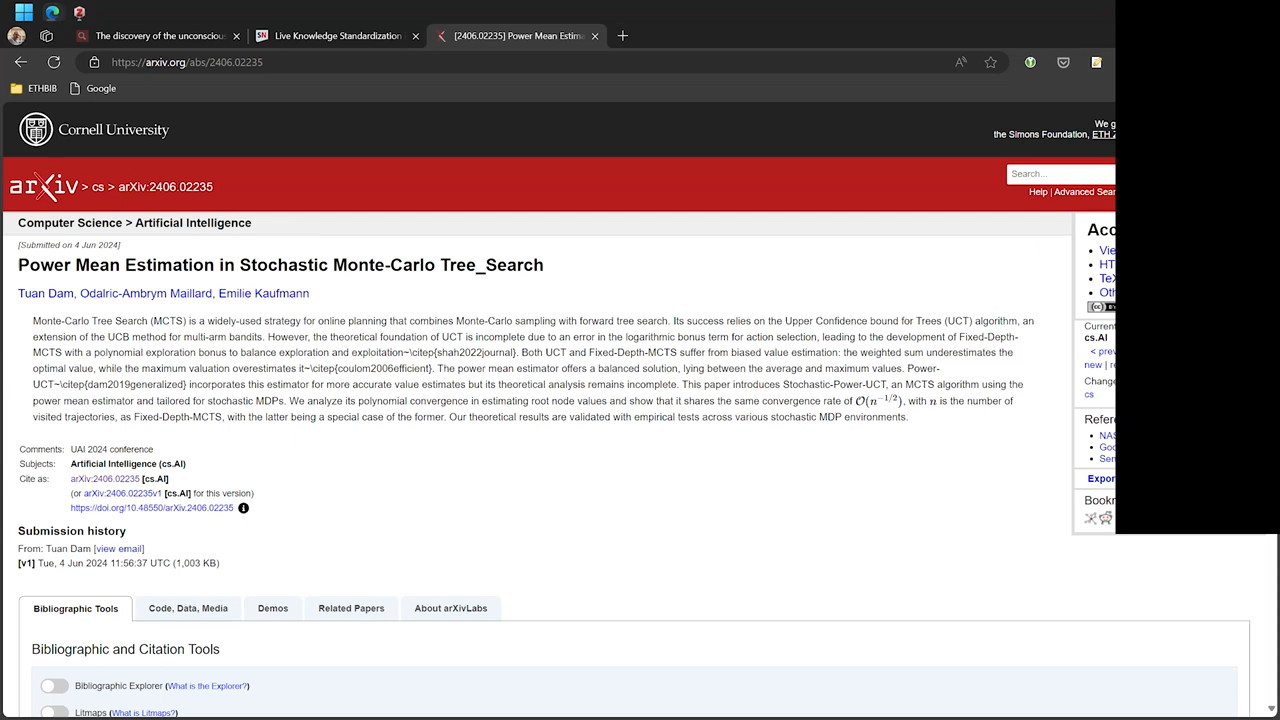 The discovery of the unconsciou
Live Knowledge Standardization
[2406.02235] Power Mean Estima
https://arxiv.org/abs/2406.02235
ETHBIB
Google
Cornell University
We g
the Simons Foundation, ETH Z
arXiv > cs > arXiv:2406.02235
Search...
Help | Advanced Sear
Computer Science > Artificial Intelligence
[Submitted on 4 Jun 2024]
Power Mean Estimation in Stochastic Monte-Carlo Tree_Search
Tuan Dam, Odalric-Ambrym Maillard, Emilie Kaufmann
Monte-Carlo Tree Search (MCTS) is a widely-used strategy for online planning that combines Monte-Carlo sampling with forward tree search. Its success relies on the Upper Confidence bound for Trees (UCT) algorithm, an
extension of the UCB method for multi-arm bandits. However, the theoretical foundation of UCT is incomplete due to an error in the logarithmic bonus term for action selection, leading to the development of Fixed-Depth-
MCTS with a polynomial exploration bonus to balance exploration and exploitation~\citep{shah2022journal}. Both UCT and Fixed-Depth-MCTS suffer from biased value estimation: the weighted sum underestimates the
optimal value, while the maximum valuation overestimates it~\citep{coulom2006efficient}. The power mean estimator offers a balanced solution, lying between the average and maximum values. Power-
UCT~\citep{dam2019generalized} incorporates this estimator for more accurate value estimates but its theoretical analysis remains incomplete. This paper introduces Stochastic-Power-UCT, an MCTS algorithm using the
power mean estimator and tailored for stochastic MDPs. We analyze its polynomial convergence in estimating root node values and show that it shares the same convergence rate of O(n^{-1/2}), with n is the number of
visited trajectories, as Fixed-Depth-MCTS, with the latter being a special case of the former. Our theoretical results are validated with empirical tests across various stochastic MDP environments.
Comments: UAI 2024 conference
Subjects: Artificial Intelligence (cs.AI)
Cite as: arXiv:2406.02235 [cs.AI]
(or arXiv:2406.02235v1 [cs.AI] for this version)
https://doi.org/10.48550/arXiv.2406.02235
Submission history
From: Tuan Dam [view email]
[v1] Tue, 4 Jun 2024 11:56:37 UTC (1,003 KB)
Acc
Vie
HT
TeX
Oth
(cc)
Current
cs.AI
< prev
new | r
Change
cs
Refer
NAS
Goo
Sem
Expor
Bookm
Bibliographic Tools
Code, Data, Media
Demos
Related Papers
About arXivLabs
Bibliographic and Citation Tools
Bibliographic Explorer (What is the Explorer?)
Litmaps (What is Litmaps?)